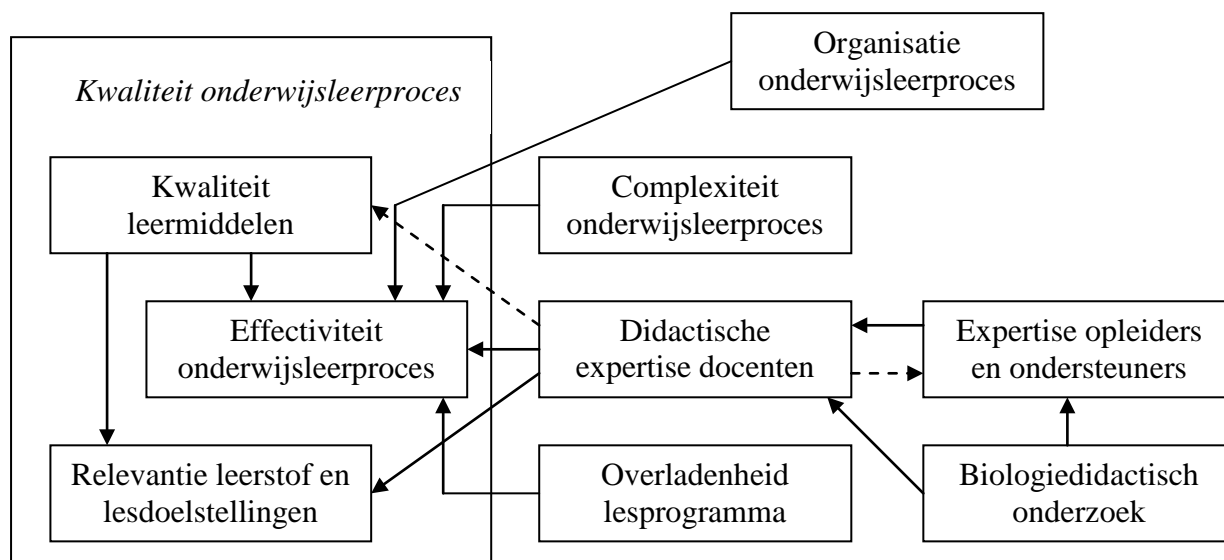 Organisatie
onderwijsleerproces
Kwaliteit onderwijsleerproces
Kwaliteit
leermiddelen
Complexiteit
onderwijsleerproces
Effectiviteit
onderwijsleerproces
Didactische
expertise docenten
Expertise opleiders
en ondersteuners
Relevantie leerstof en
lesdoelstellingen
Overladenheid
lesprogramma
Biologiedidactisch
onderzoek